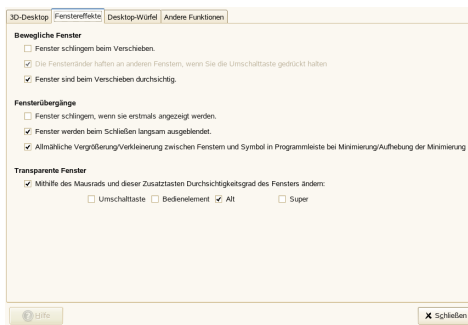 3D-Desktop Fenstereffekte Desktop-Würfel Andere Funktionen
Bewegliche Fenster
Fenster schlingern beim Verschieben.
Die Fensterränder haften an anderen Fenstern, wenn Sie die Umschalttaste gedrückt halten
Fenster sind beim Verschieben durchsichtig.
Fensterübergänge
Fenster schlingern, wenn sie erstmals angezeigt werden.
Fenster werden beim Schließen langsam ausgeblendet.
Allmähliche Vergrößerung/Verkleinerung zwischen Fenstern und Symbol in Programmleiste bei Minimierung/Aufhebung der Minimierung
Transparente Fenster
Mithilfe des Mausrads und dieser Zusatztasten Durchsichtigkeitsgrad des Fensters ändern:
Umschalttaste Bedienelement Alt Super
Hilfe Schließen